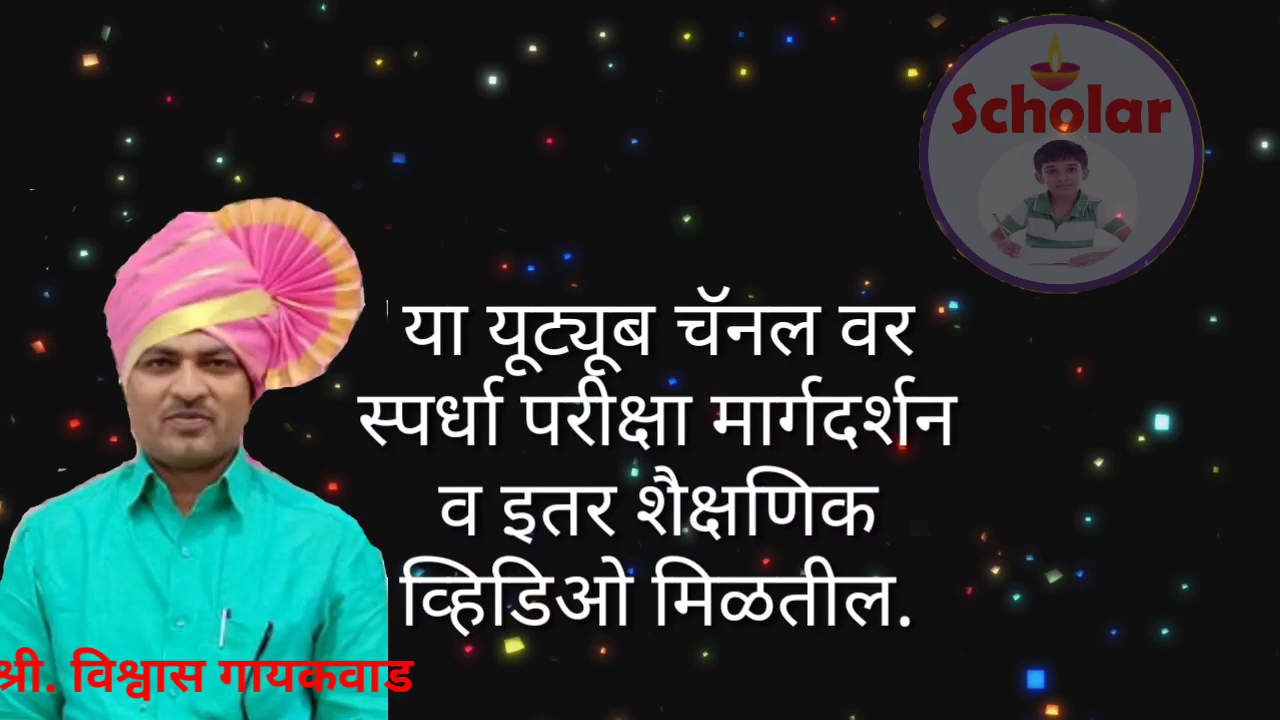 Scholar
या यूट्यूब चॅनल वर
स्पर्धा परीक्षा मार्गदर्शन
व इतर शैक्षणिक
व्हिडिओ मिळतील.
श्री. विश्वास गायकवाड